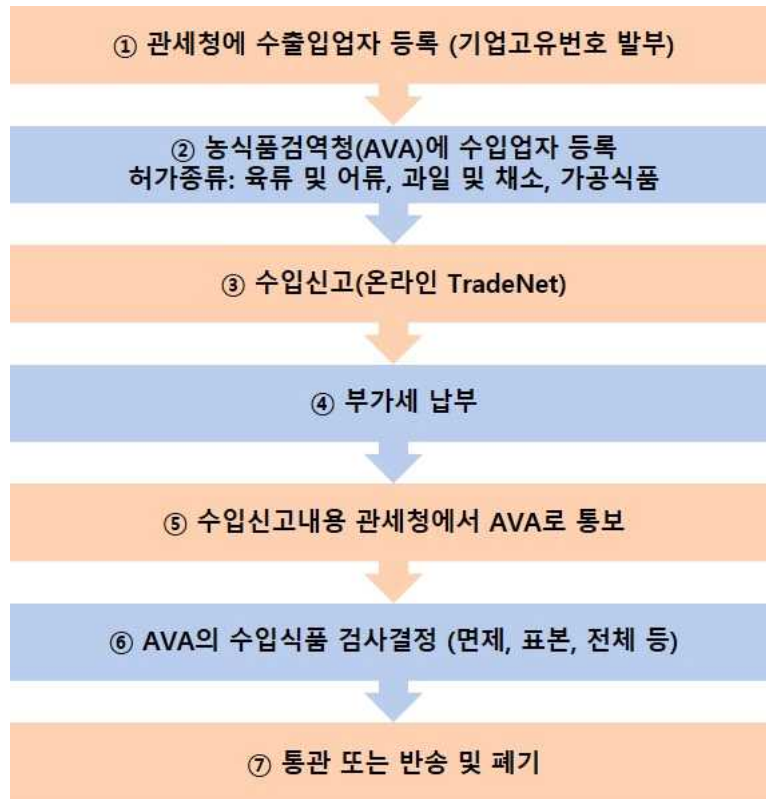 ① 관세청에 수출입업자 등록 (기업고유번호 발부)
② 농식품검역청(AVA)에 수입업자 등록
허가종류: 육류 및 어류, 과일 및 채소, 가공식품
③ 수입신고(온라인 TradeNet)
④ 부가세 납부
⑤ 수입신고내용 관세청에서 AVA로 통보
⑥ AVA의 수입식품 검사결정 (면제, 표본, 전체 등)
⑦ 통관 또는 반송 및 폐기